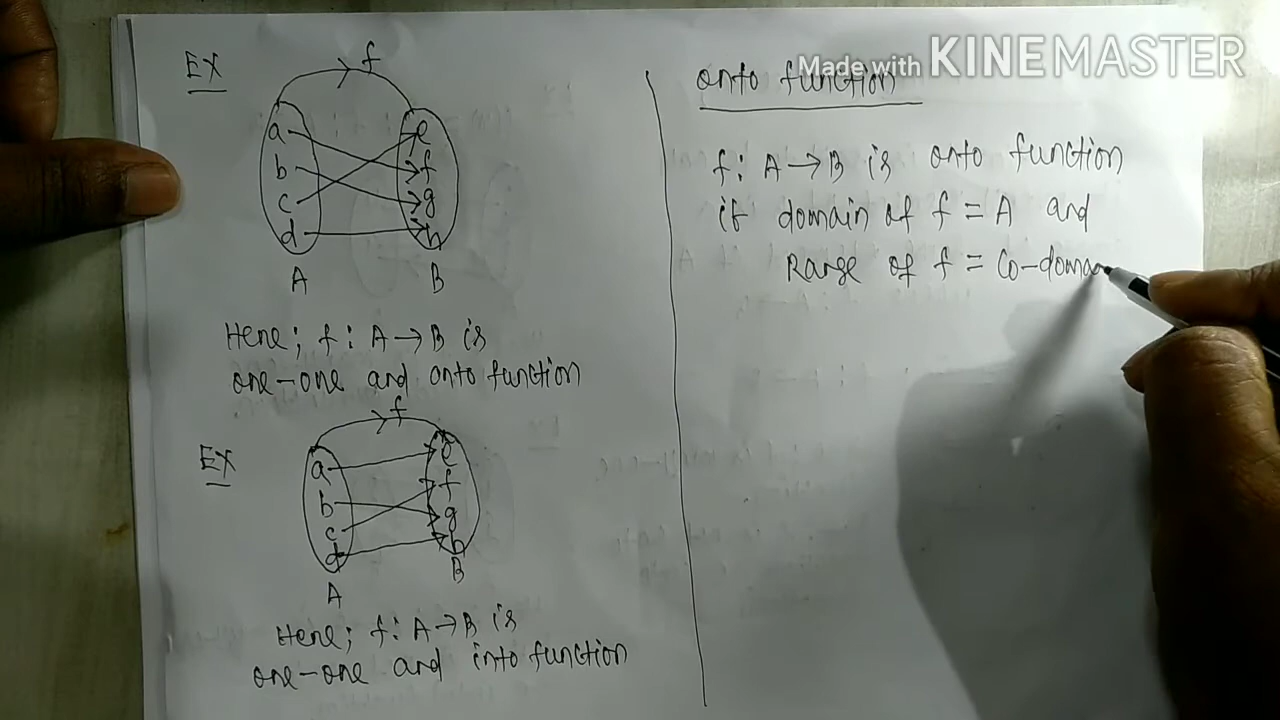 Made with KINEMASTER
Ex
f
a
b
c
d
e
f
g
h
A
B
Here; f: A→B is
one-one and onto function
Ex
f
a
b
c
d
e
f
g
h
A
B
Here; f: A→B is
one-one and into function
onto function
f: A→B is onto function
if domain of f = A and
Range of f = Co-doma